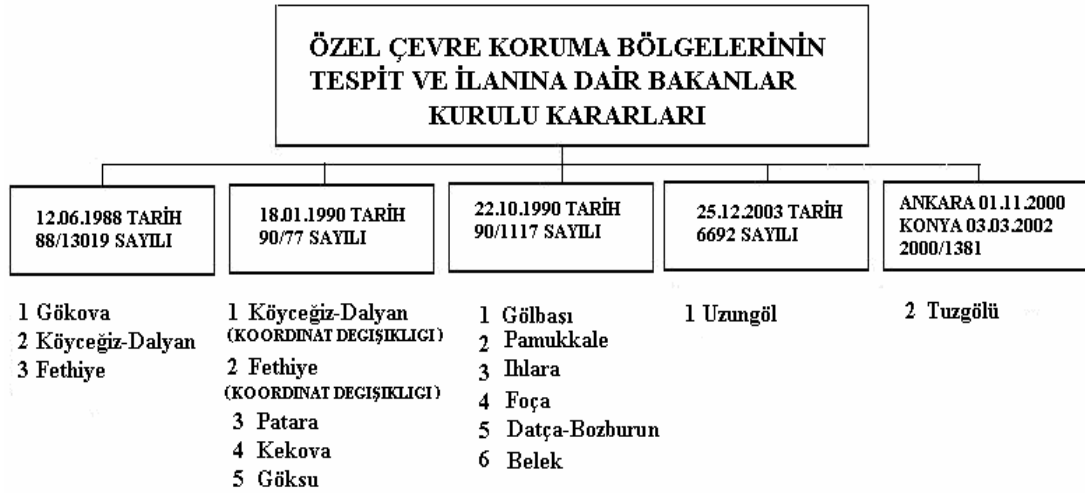 ÖZEL ÇEVRE KORUMA BÖLGELERİNİN
TESPİT VE İLANINA DAİR BAKANLAR
KURULU KARARLARI
12.06.1988 TARİH
88/13019 SAYILI
1 Gökova
2 Köyceğiz-Dalyan
3 Fethiye
18.01.1990 TARİH
90/77 SAYILI
1 Köyceğiz-Dalyan
(KOORDINAT DEGIŞIKLIGI)
2 Fethiye
(KOORDINAT DEGIŞIKLIGI)
3 Patara
4 Kekova
5 Göksu
22.10.1990 TARİH
90/1117 SAYILI
1 Gölbaşı
2 Pamukkale
3 Ihlara
4 Foça
5 Datça-Bozburun
6 Belek
25.12.2003 TARİH
6692 SAYILI
1 Uzungöl
ANKARA 01.11.2000
KONYA 03.03.2002
2000/1381
2 Tuzgölü